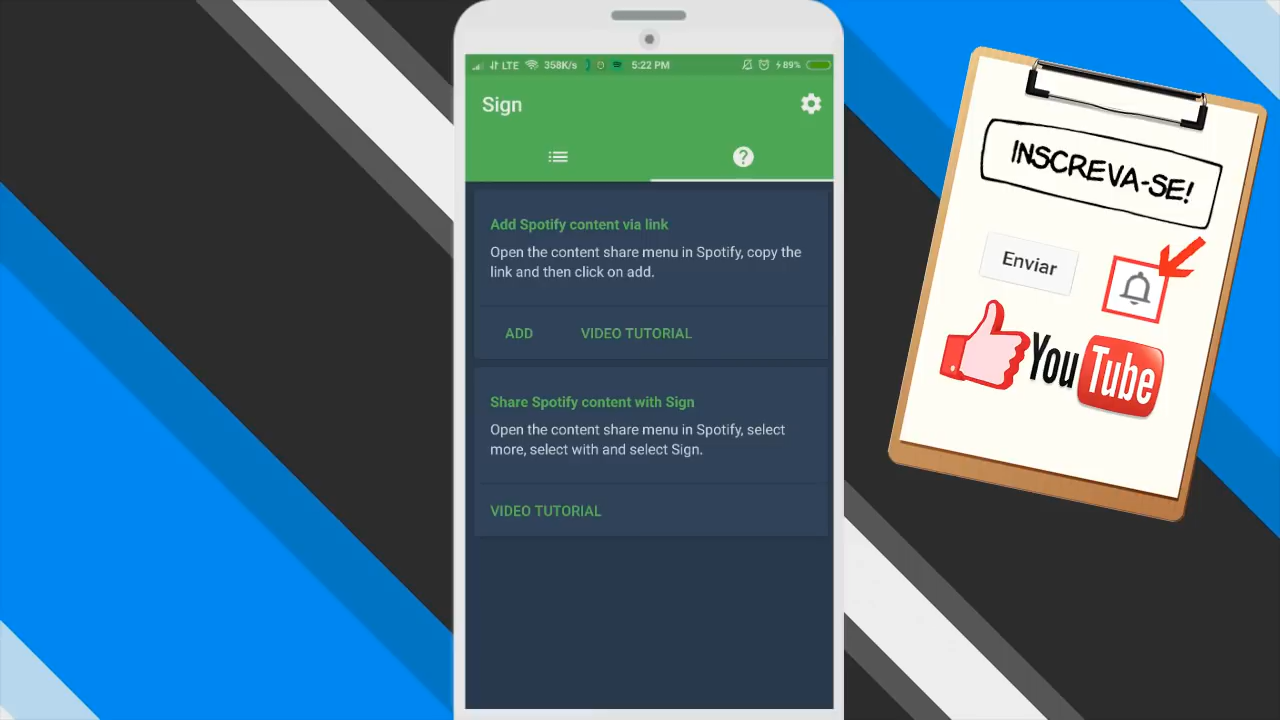 LTE 358K/s 5:22 PM 89%
Sign
Add Spotify content via link
Open the content share menu in Spotify, copy the
link and then click on add.
ADD VIDEO TUTORIAL
Share Spotify content with Sign
Open the content share menu in Spotify, select
more, select with and select Sign.
VIDEO TUTORIAL
INSCREVA-SE!
Enviar
YouTube